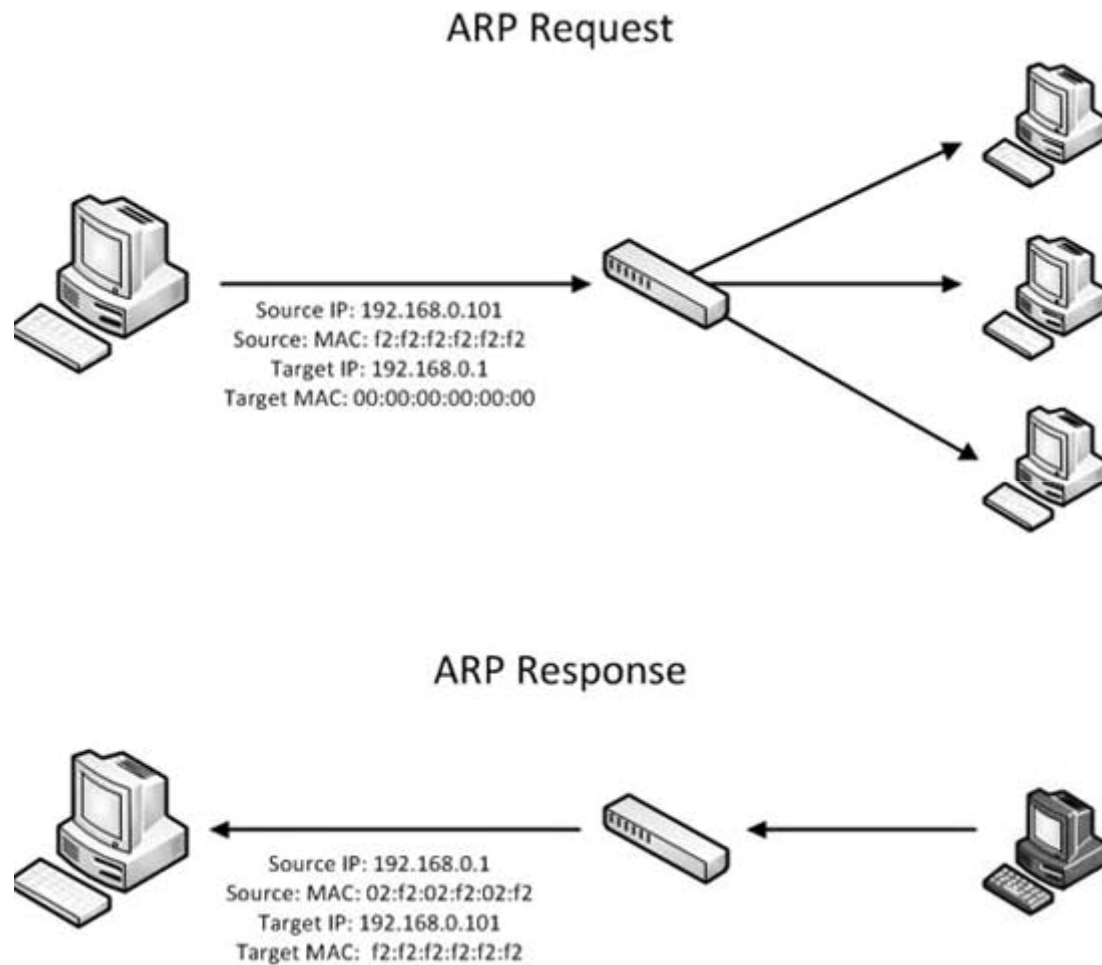 ARP Request
Source IP: 192.168.0.101
Source: MAC: f2:f2:f2:f2:f2:f2
Target IP: 192.168.0.1
Target MAC: 00:00:00:00:00:00
ARP Response
Source IP: 192.168.0.1
Source: MAC: 02:f2:02:f2:02:f2
Target IP: 192.168.0.101
Target MAC: f2:f2:f2:f2:f2:f2